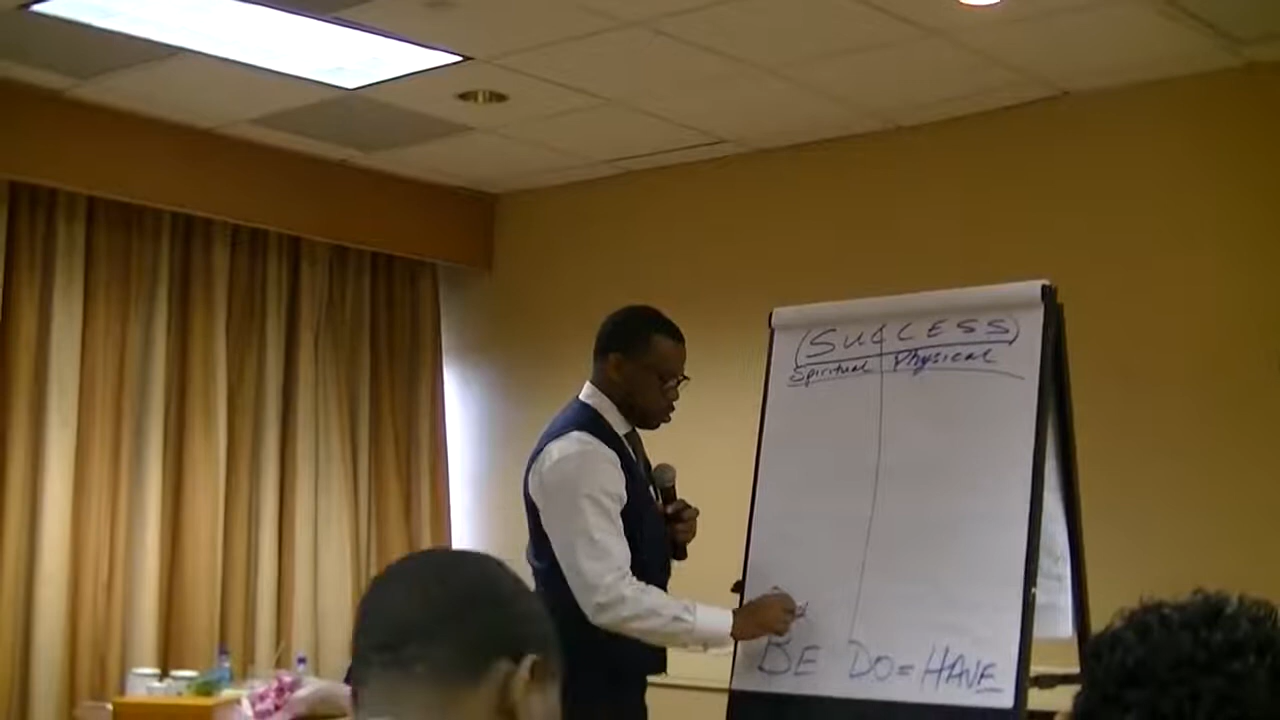 (SUCCESS)
Spiritual Physical
BE DO = HAVE